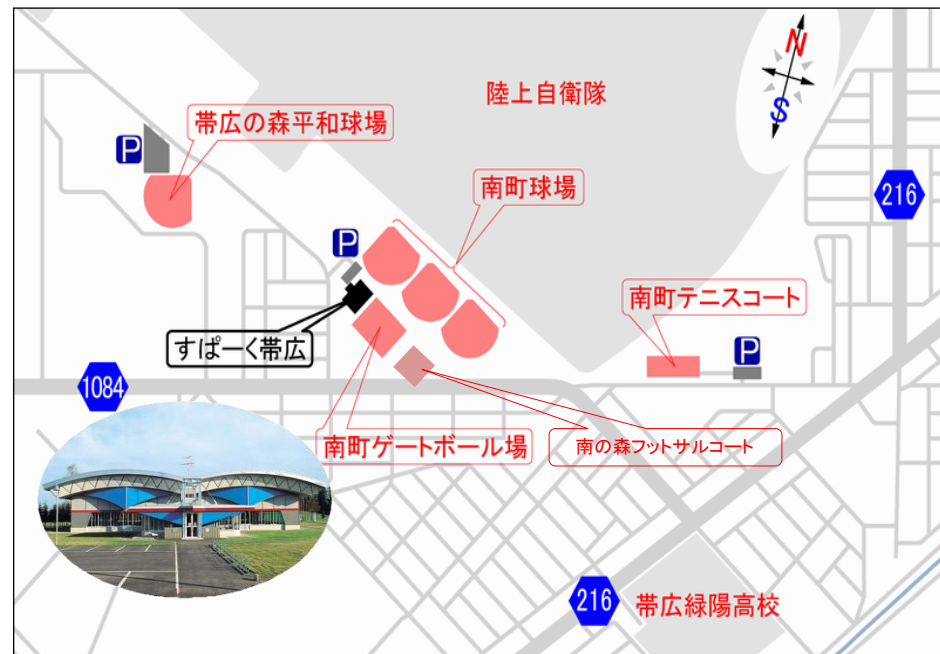 N
S
陸上自衛隊
帯広の森平和球場
P
南町球場
216
P
南町テニスコート
すぱーく帯広
P
1084
南町ゲートボール場
南の森フットサルコート
216
帯広緑陽高校